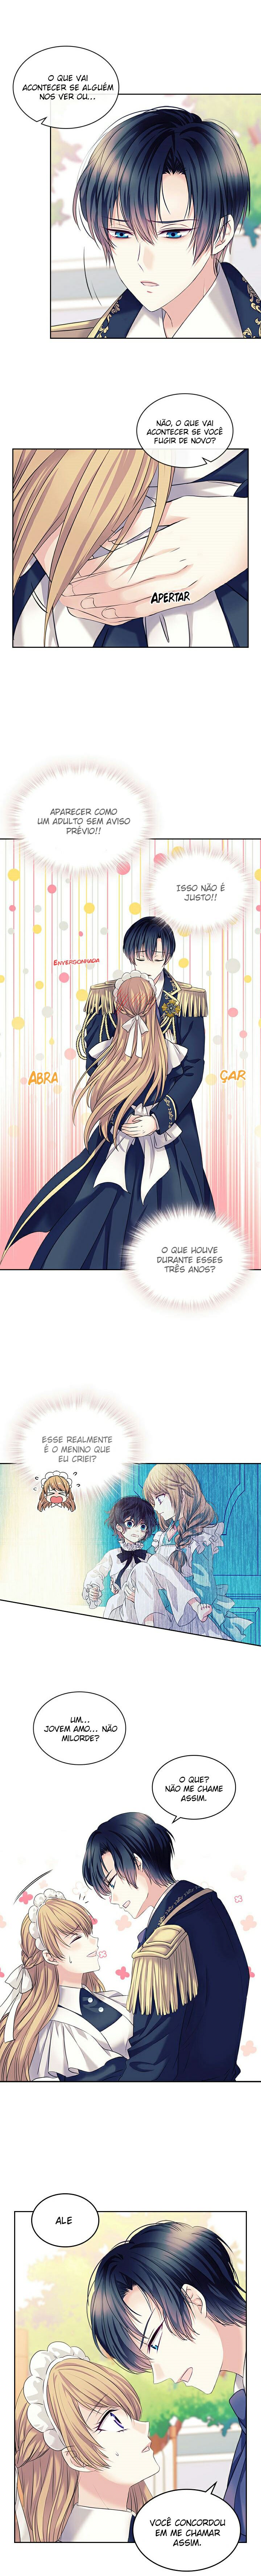 O QUE VAI
ACONTECER SE ALGUÉM
NOS VER OU...
NÃO, O QUE VAI
ACONTECER SE VOCÊ
FUGIR DE NOVO?
APERTAR
APARECER COMO
UM ADULTO SEM AVISO
PRÉVIO!!
ISSO NÃO É
JUSTO!!
ENVERGONHADA
ABRA
ÇAR
O QUE HOUVE
DURANTE ESSES
TRÊS ANOS?
ESSE REALMENTE
É O MENINO QUE
EU CRIEI?
UM...
JOVEM AMO... NÃO
MILORDE?
O QUE?
NÃO ME CHAME
ASSIM.
ALE
VOCÊ CONCORDOU
EM ME CHAMAR
ASSIM.